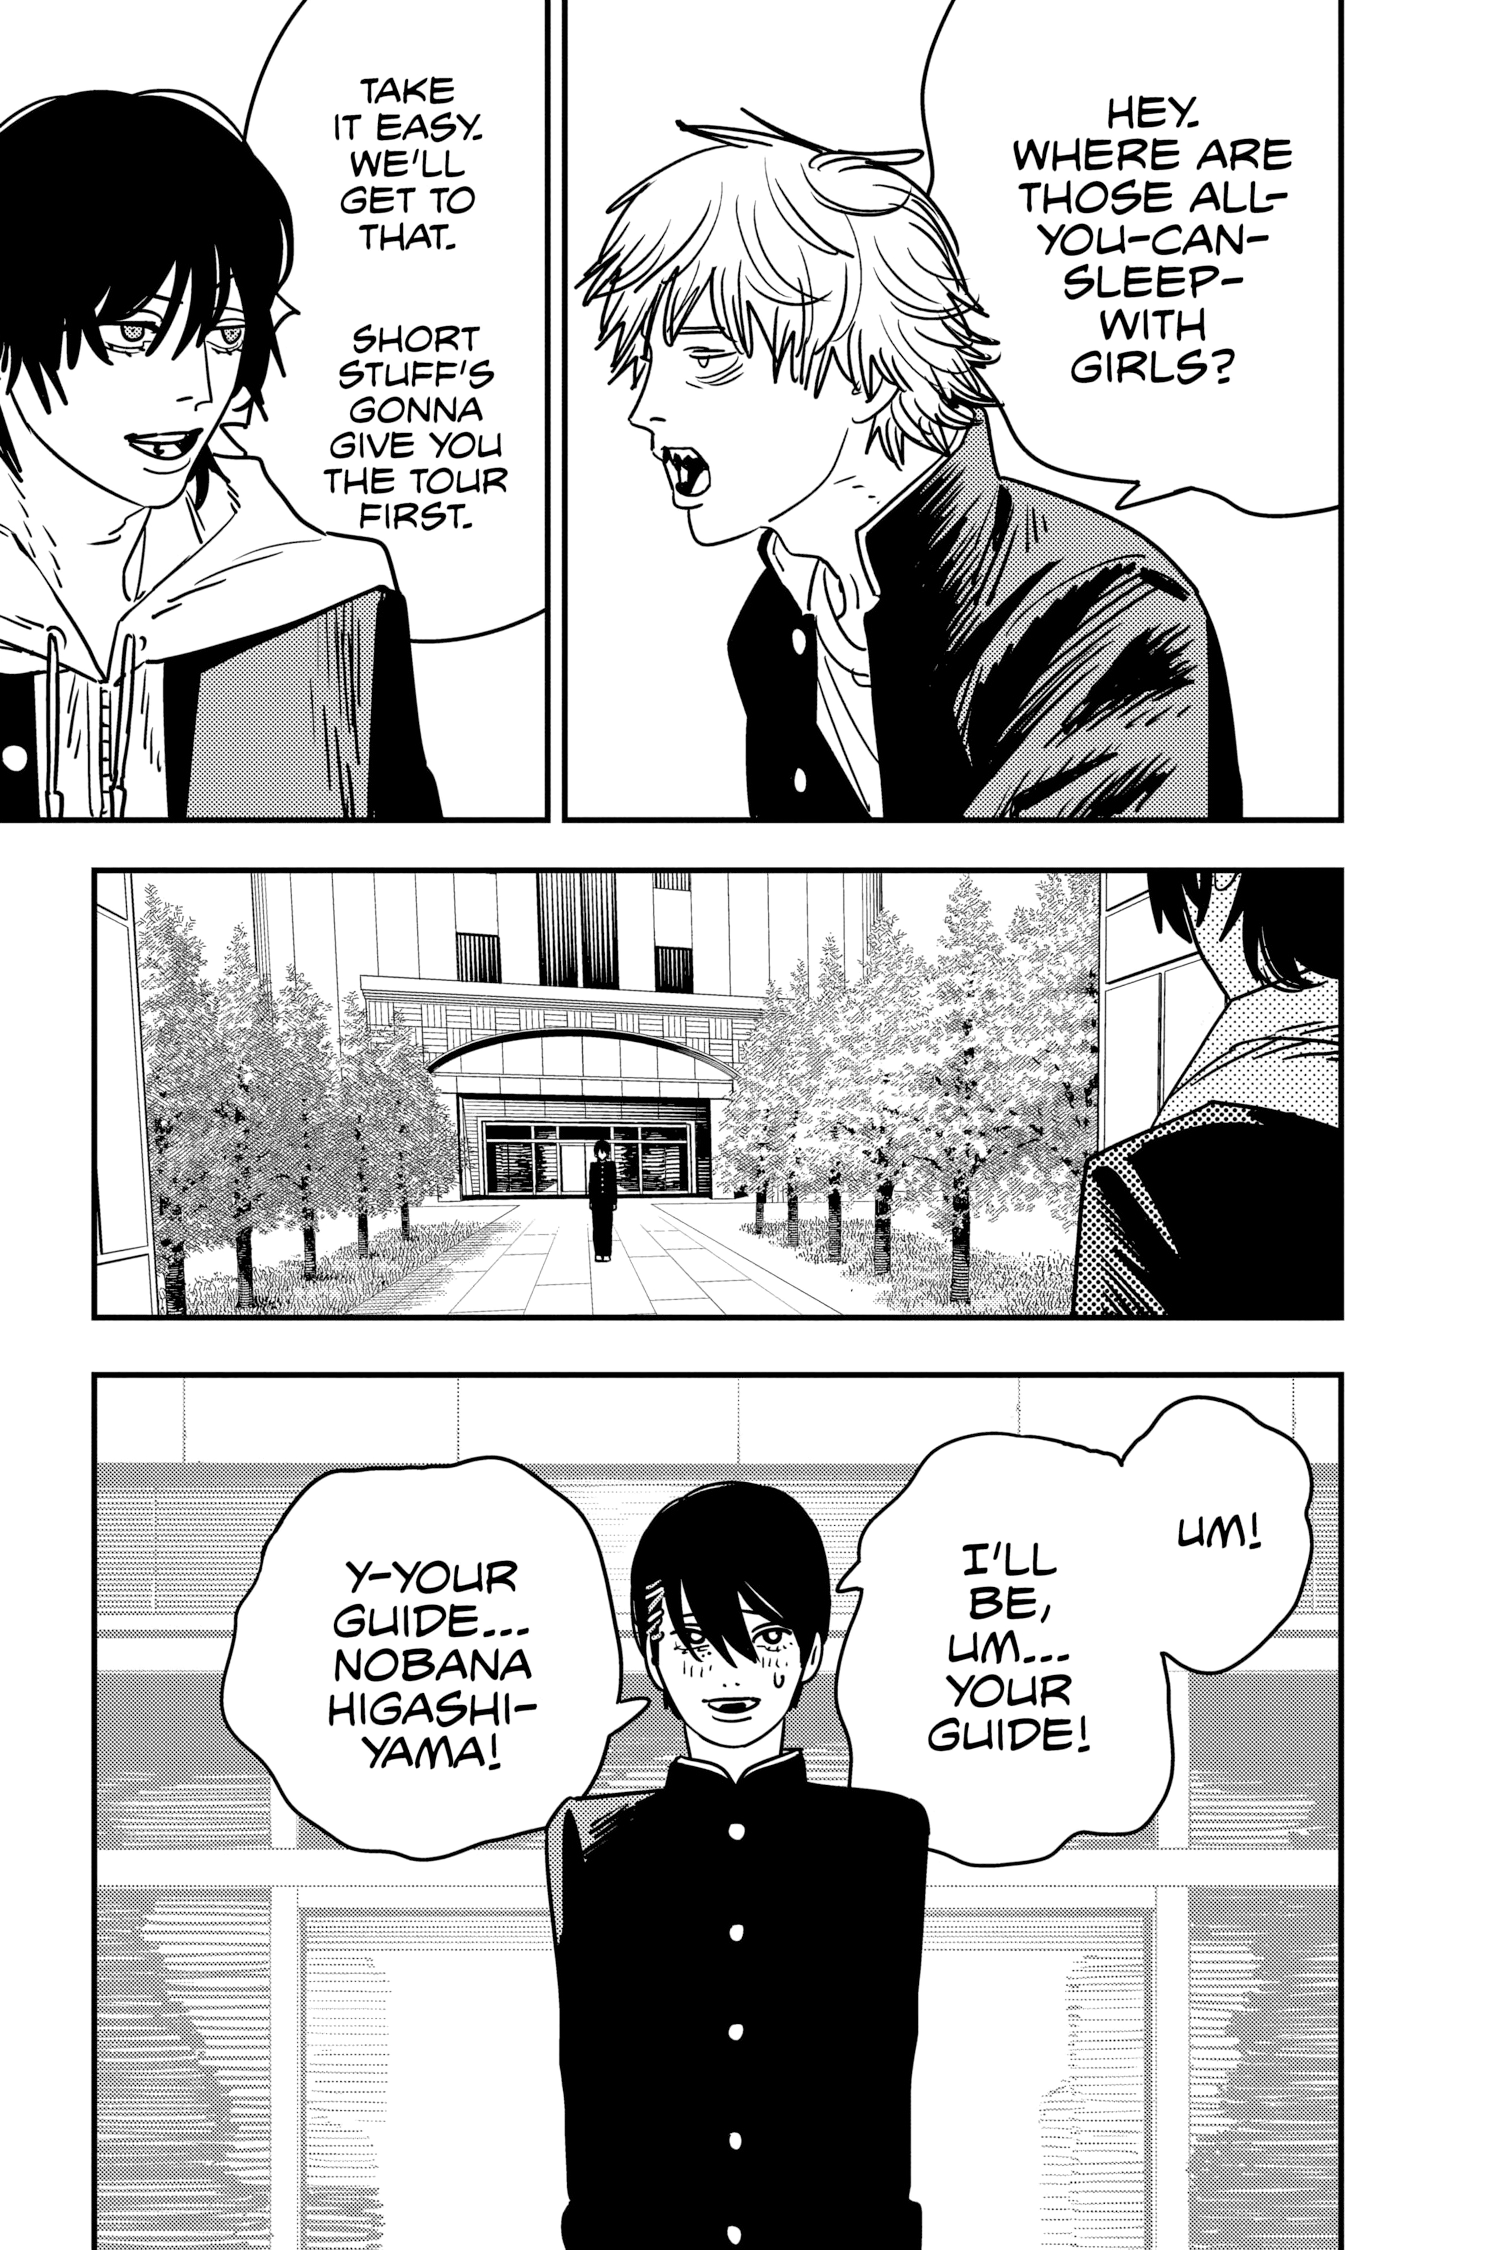 HEY.
WHERE ARE
THOSE ALL-
YOU-CAN-
SLEEP-
WITH
GIRLS?
TAKE
IT EASY.
WE'LL
GET TO
THAT.
SHORT
STUFF'S
GONNA
GIVE YOU
THE TOUR
FIRST.
UM!
I'LL
BE,
UM...
YOUR
GUIDE!
Y-YOUR
GUIDE...
NOBANA
HIGASHI-
YAMA!